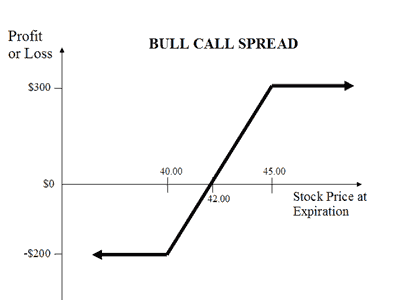 Profit
or Loss
BULL CALL SPREAD
$300
40.00
45.00
$0
42.00
Stock Price at
Expiration
-$200